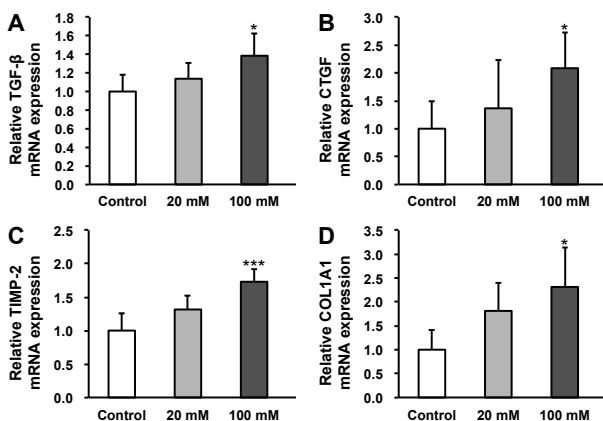 A
Relative TGF-β
mRNA expression
1.8
1.6
1.4
1.2
1.0
0.8
0.6
0.4
0.2
0.0
*
Control 20 mM 100 mM
B
Relative CTGF
mRNA expression
3.0
2.5
2.0
1.5
1.0
0.5
0.0
*
Control 20 mM 100 mM
C
Relative TIMP-2
mRNA expression
2.5
2.0
1.5
1.0
0.5
0.0
***
Control 20 mM 100 mM
D
Relative COL1A1
mRNA expression
3.5
3.0
2.5
2.0
1.5
1.0
0.5
0.0
*
Control 20 mM 100 mM